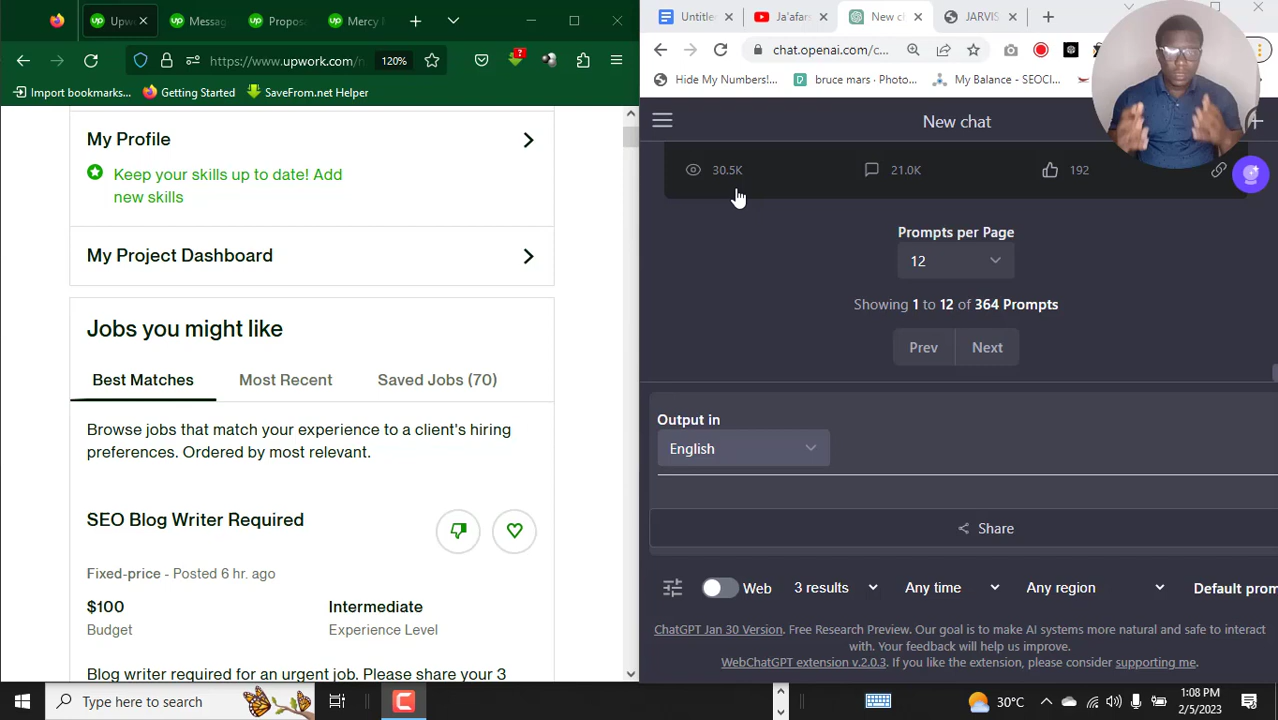 Upwo
Messag
Propos
Mercy
https://www.upwork.com/n
120%
?
Import bookmarks...
Getting Started
SaveFrom.net Helper
My Profile
Keep your skills up to date! Add
new skills
My Project Dashboard
Jobs you might like
Best Matches
Most Recent
Saved Jobs (70)
Browse jobs that match your experience to a client's hiring
preferences. Ordered by most relevant.
SEO Blog Writer Required
Fixed-price - Posted 6 hr. ago
$100
Intermediate
Budget
Experience Level
Blog writer required for an urgent job. Please share your 3
Untitle
Ja'afars
New ch
JARVIS
chat.openai.com/c...
Hide My Numbers!...
bruce mars · Photo...
My Balance - SEOCl...
New chat
30.5K
21.0K
192
Prompts per Page
12
Showing 1 to 12 of 364 Prompts
Prev
Next
Output in
English
Share
Web
3 results
Any time
Any region
Default prom
ChatGPT Jan 30 Version. Free Research Preview. Our goal is to make AI systems more natural and safe to interact
with. Your feedback will help us improve.
WebChatGPT extension v.2.0.3. If you like the extension, please consider supporting me.
Type here to search
30°C
1:08 PM
2/5/2023